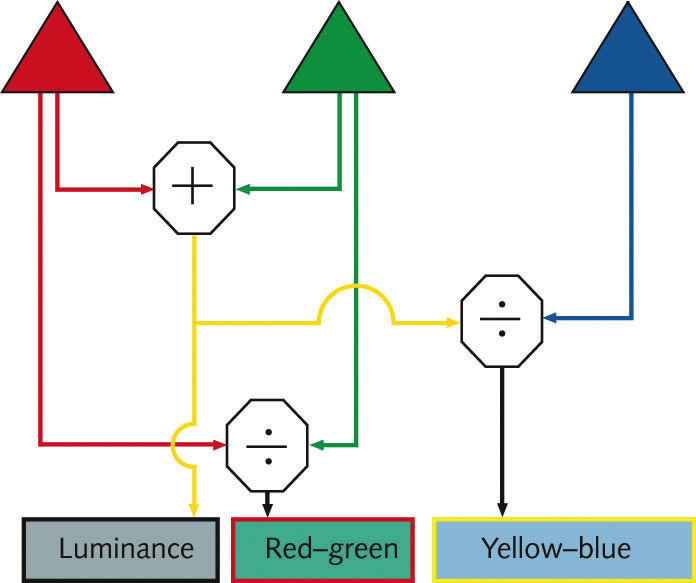 +
÷
÷
Luminance
Red–green
Yellow–blue